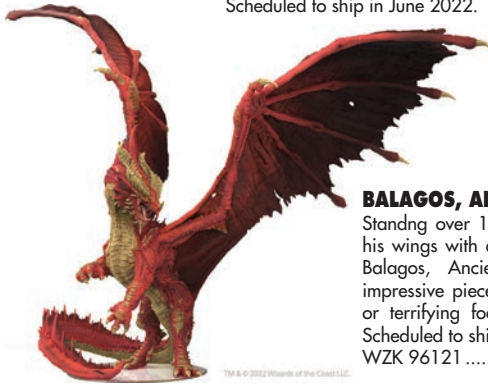 Scheduled to ship in June 2022.
BALAGOS, A
Standng over 1
his wings with
Balagos, Ancie
impressive piece
or terrifying fo
Scheduled to shi
WZK 96121 .....
TM & © 2022 Wizards of the Coast LLC.